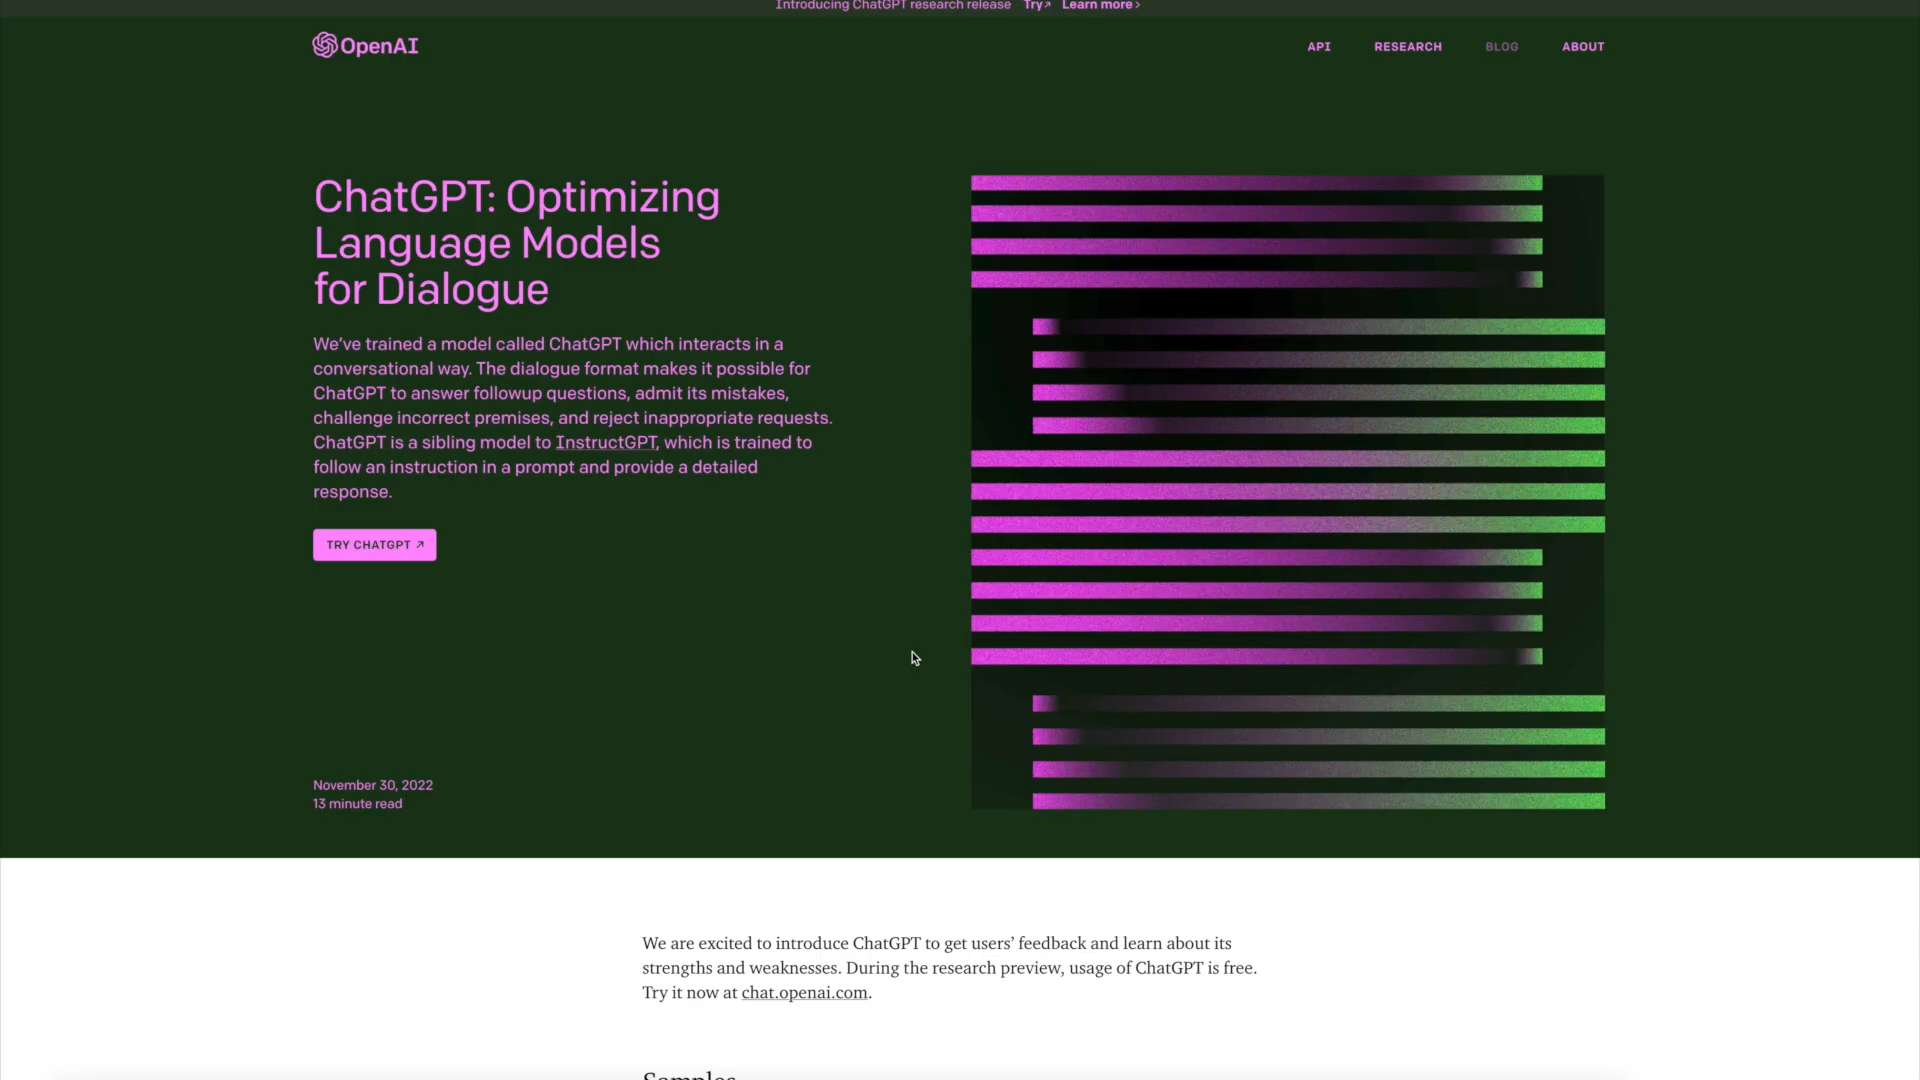 Introducing ChatGPT research release Try↗ Learn more ›
OpenAI
API RESEARCH BLOG ABOUT
ChatGPT: Optimizing
Language Models
for Dialogue
We’ve trained a model called ChatGPT which interacts in a
conversational way. The dialogue format makes it possible for
ChatGPT to answer followup questions, admit its mistakes,
challenge incorrect premises, and reject inappropriate requests.
ChatGPT is a sibling model to InstructGPT, which is trained to
follow an instruction in a prompt and provide a detailed
response.
TRY CHATGPT ↗
November 30, 2022
13 minute read
We are excited to introduce ChatGPT to get users’ feedback and learn about its
strengths and weaknesses. During the research preview, usage of ChatGPT is free.
Try it now at chat.openai.com.
Samples